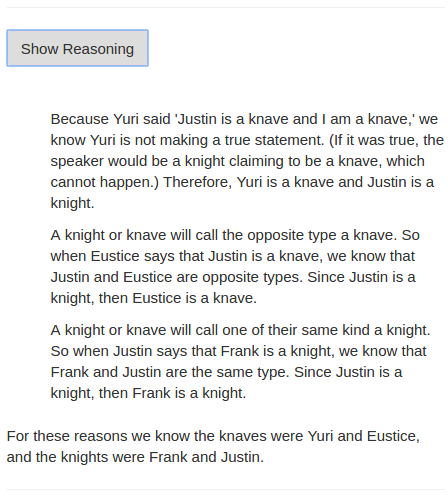 Show Reasoning
Because Yuri said 'Justin is a knave and I am a knave,' we
know Yuri is not making a true statement. (If it was true, the
speaker would be a knight claiming to be a knave, which
cannot happen.) Therefore, Yuri is a knave and Justin is a
knight.
A knight or knave will call the opposite type a knave. So
when Eustice says that Justin is a knave, we know that
Justin and Eustice are opposite types. Since Justin is a
knight, then Eustice is a knave.
A knight or knave will call one of their same kind a knight.
So when Justin says that Frank is a knight, we know that
Frank and Justin are the same type. Since Justin is a
knight, then Frank is a knight.
For these reasons we know the knaves were Yuri and Eustice,
and the knights were Frank and Justin.